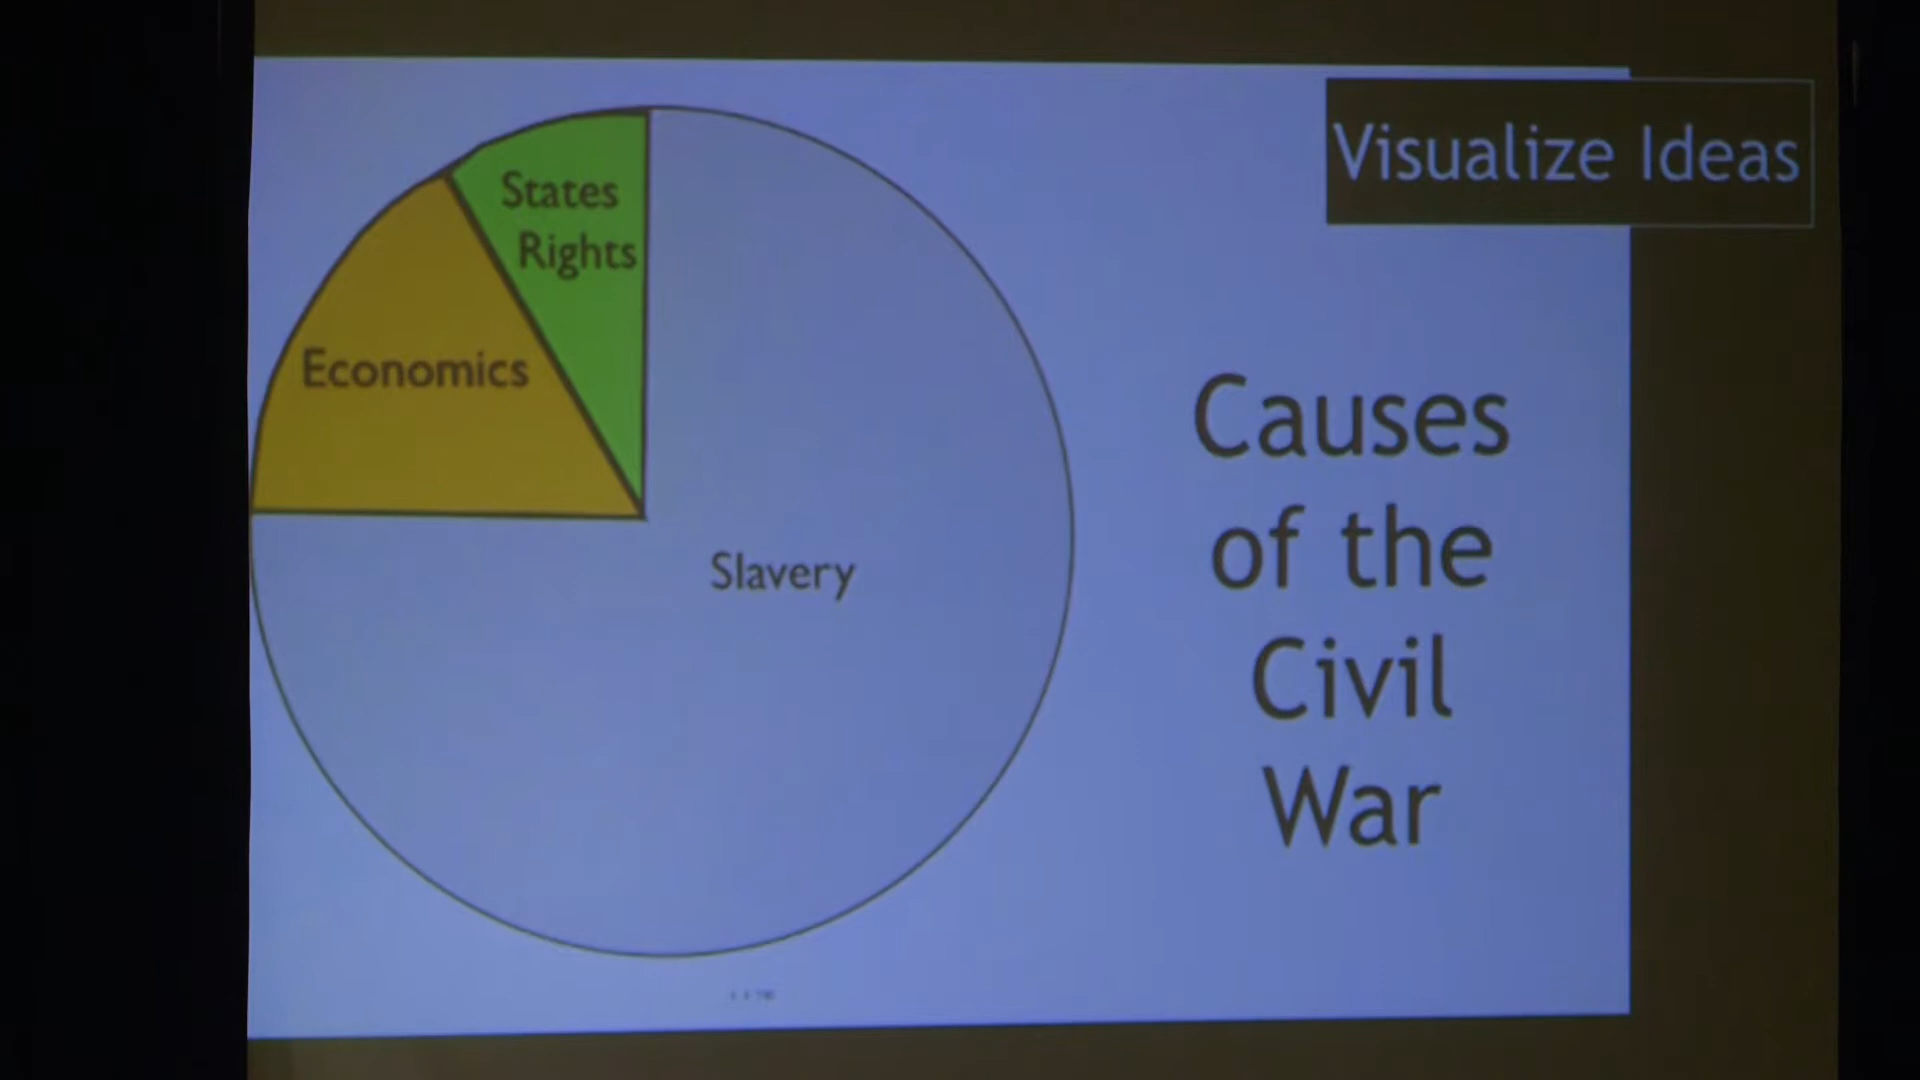 Visualize Ideas
States
Rights
Economics
Slavery
Causes
of the
Civil
War